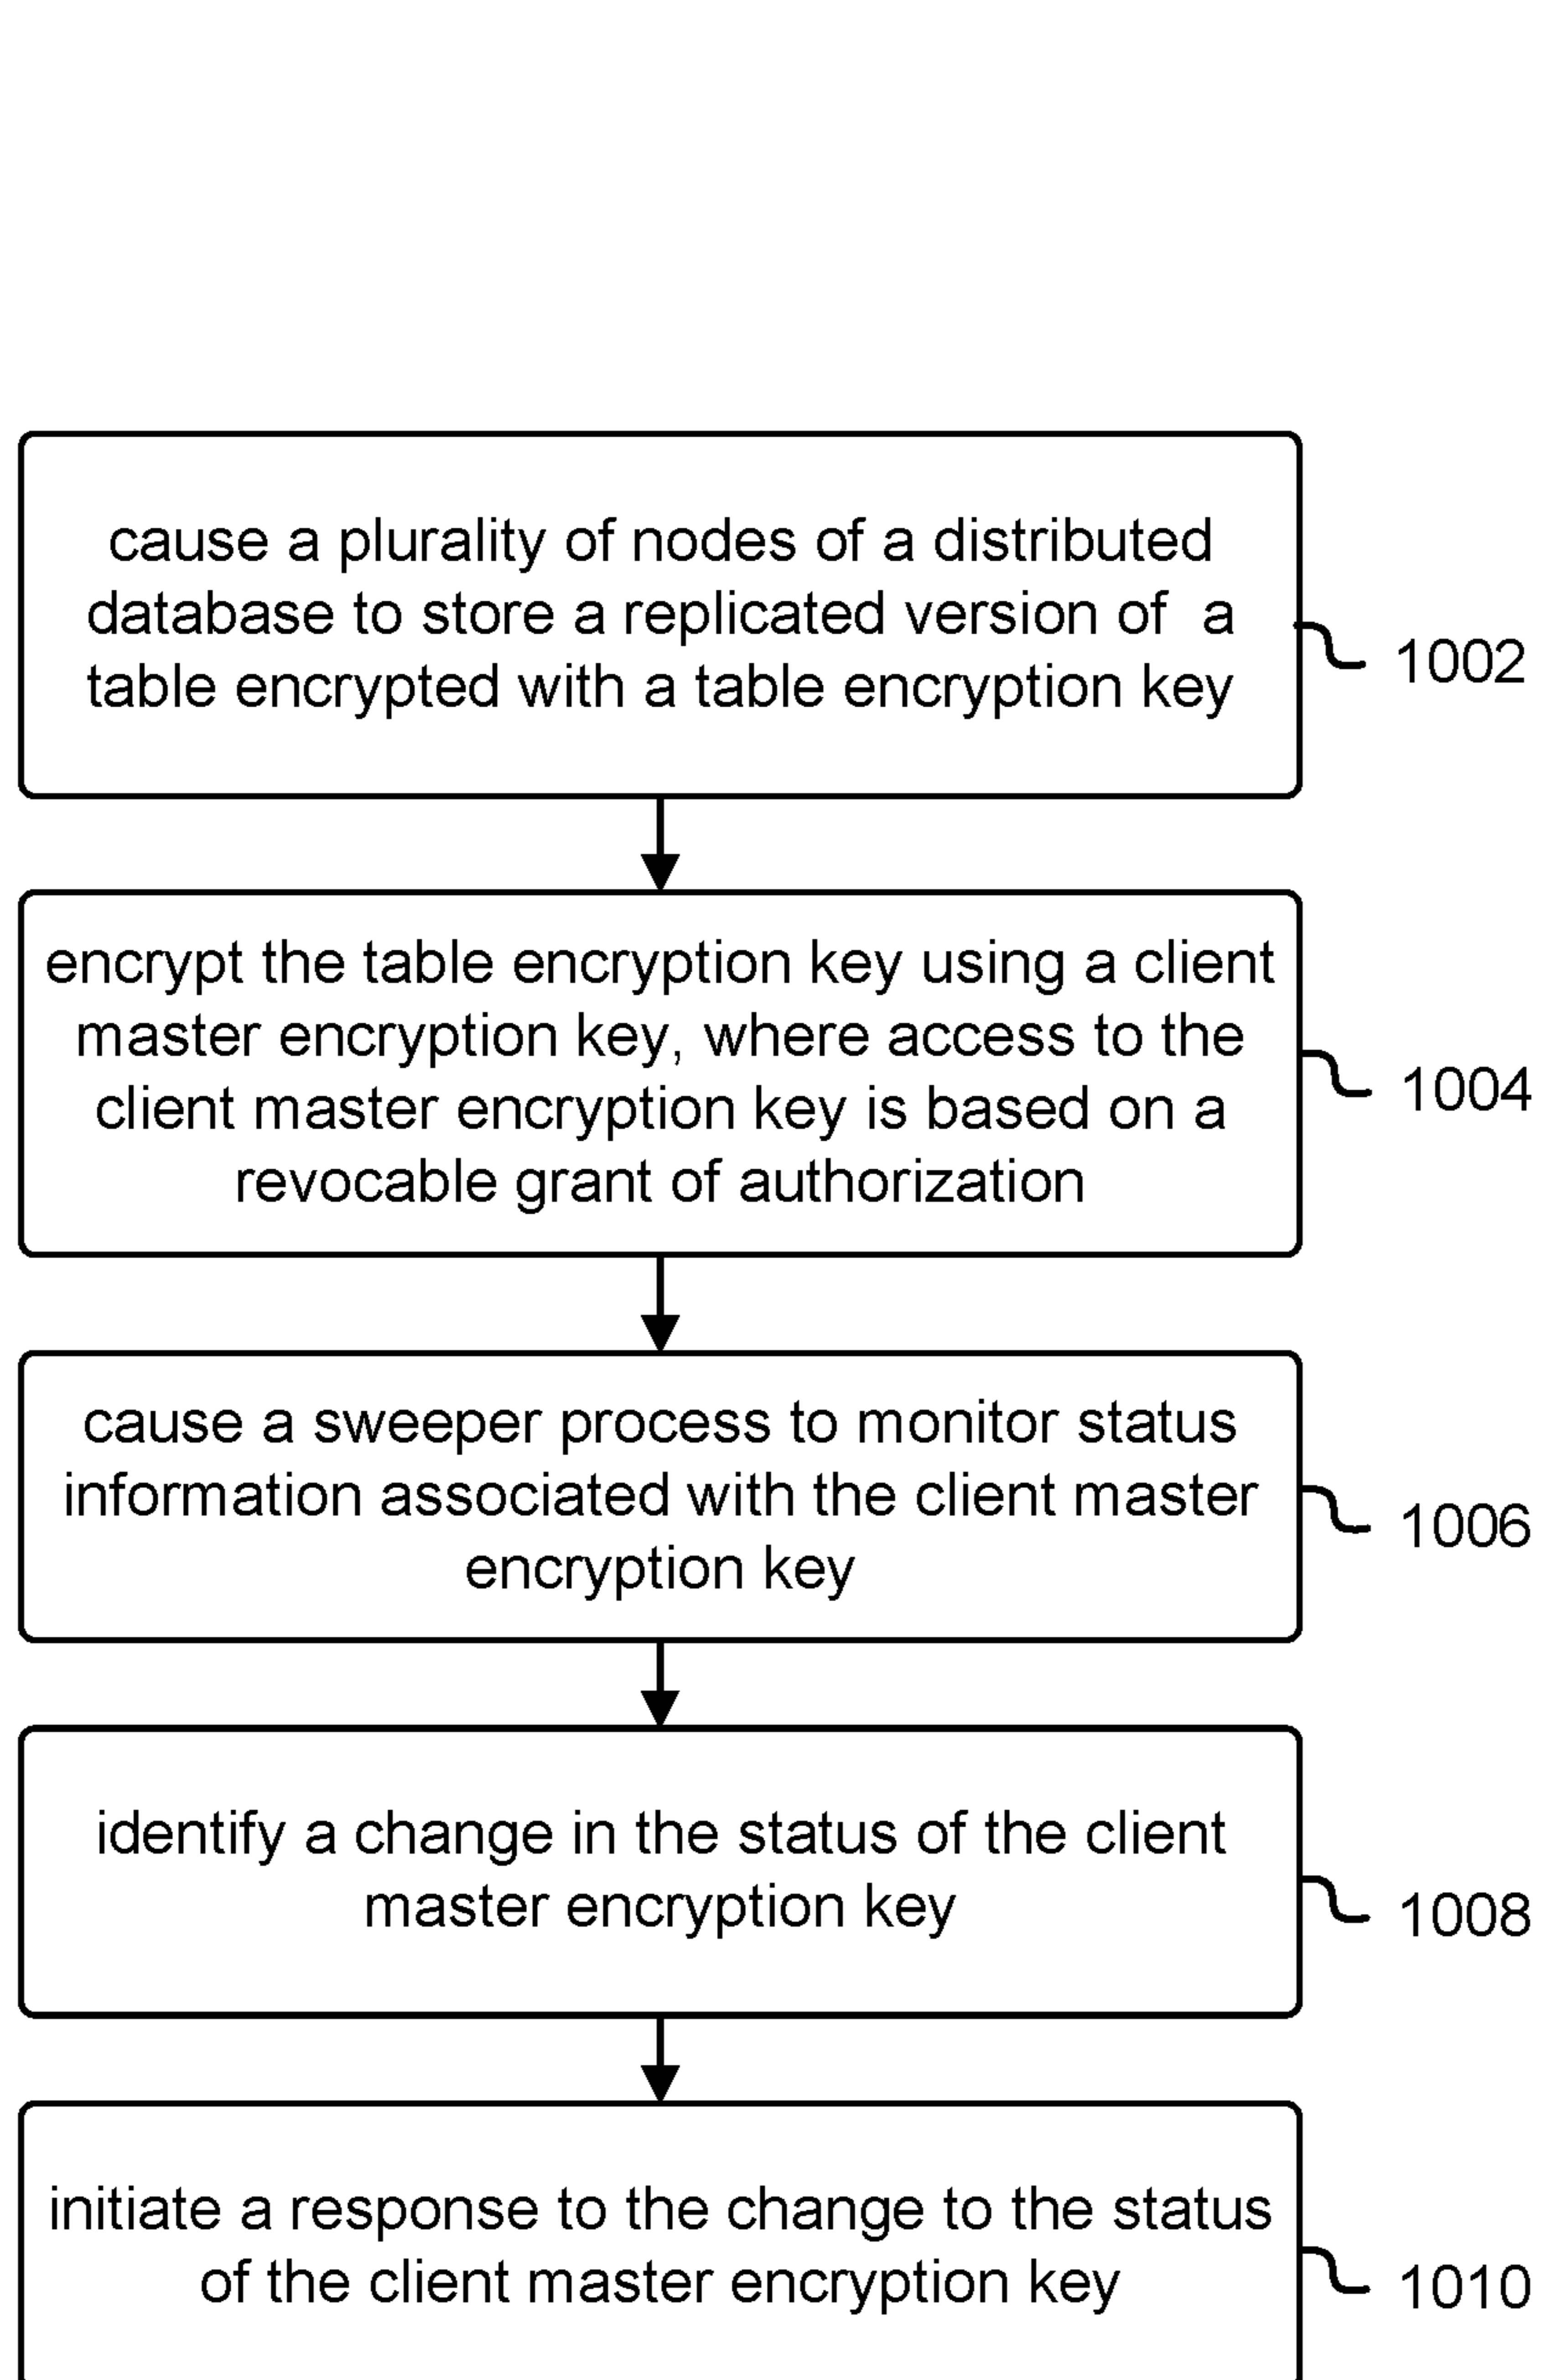 cause a plurality of nodes of a distributed
database to store a replicated version of a
table encrypted with a table encryption key
1002
encrypt the table encryption key using a client
master encryption key, where access to the
client master encryption key is based on a
revocable grant of authorization
1004
cause a sweeper process to monitor status
information associated with the client master
encryption key
1006
identify a change in the status of the client
master encryption key
1008
initiate a response to the change to the status
of the client master encryption key
1010